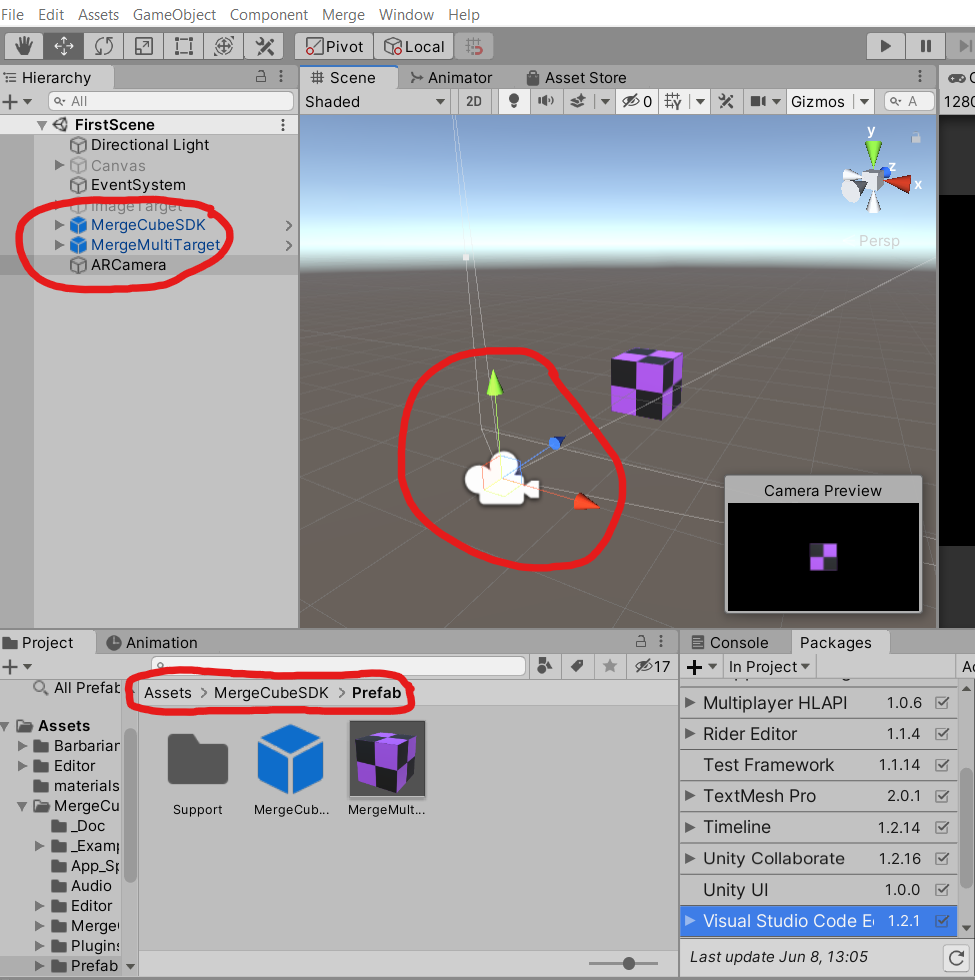 File Edit Assets GameObject Component Merge Window Help
Pivot Local
Hierarchy
All
FirstScene
Directional Light
Canvas
EventSystem
ImageTarget
MergeCubeSDK
MergeMultiTarget
ARCamera
Scene Animator Asset Store
Shaded 2D 0 Gizmos A
1280
y
z
x
Persp
Camera Preview
Project Animation
17
All Prefab
Assets
Barbarian
Editor
materials
MergeCu
_Doc
_Examp
App_Sp
Audio
Editor
Merge
Plugins
Prefab
Assets > MergeCubeSDK > Prefab
Support MergeCub... MergeMult...
Console Packages
In Project
Multiplayer HLAPI 1.0.6
Rider Editor 1.1.4
Test Framework 1.1.14
TextMesh Pro 2.0.1
Timeline 1.2.14
Unity Collaborate 1.2.16
Unity UI 1.0.0
Visual Studio Code E 1.2.1
Last update Jun 8, 13:05